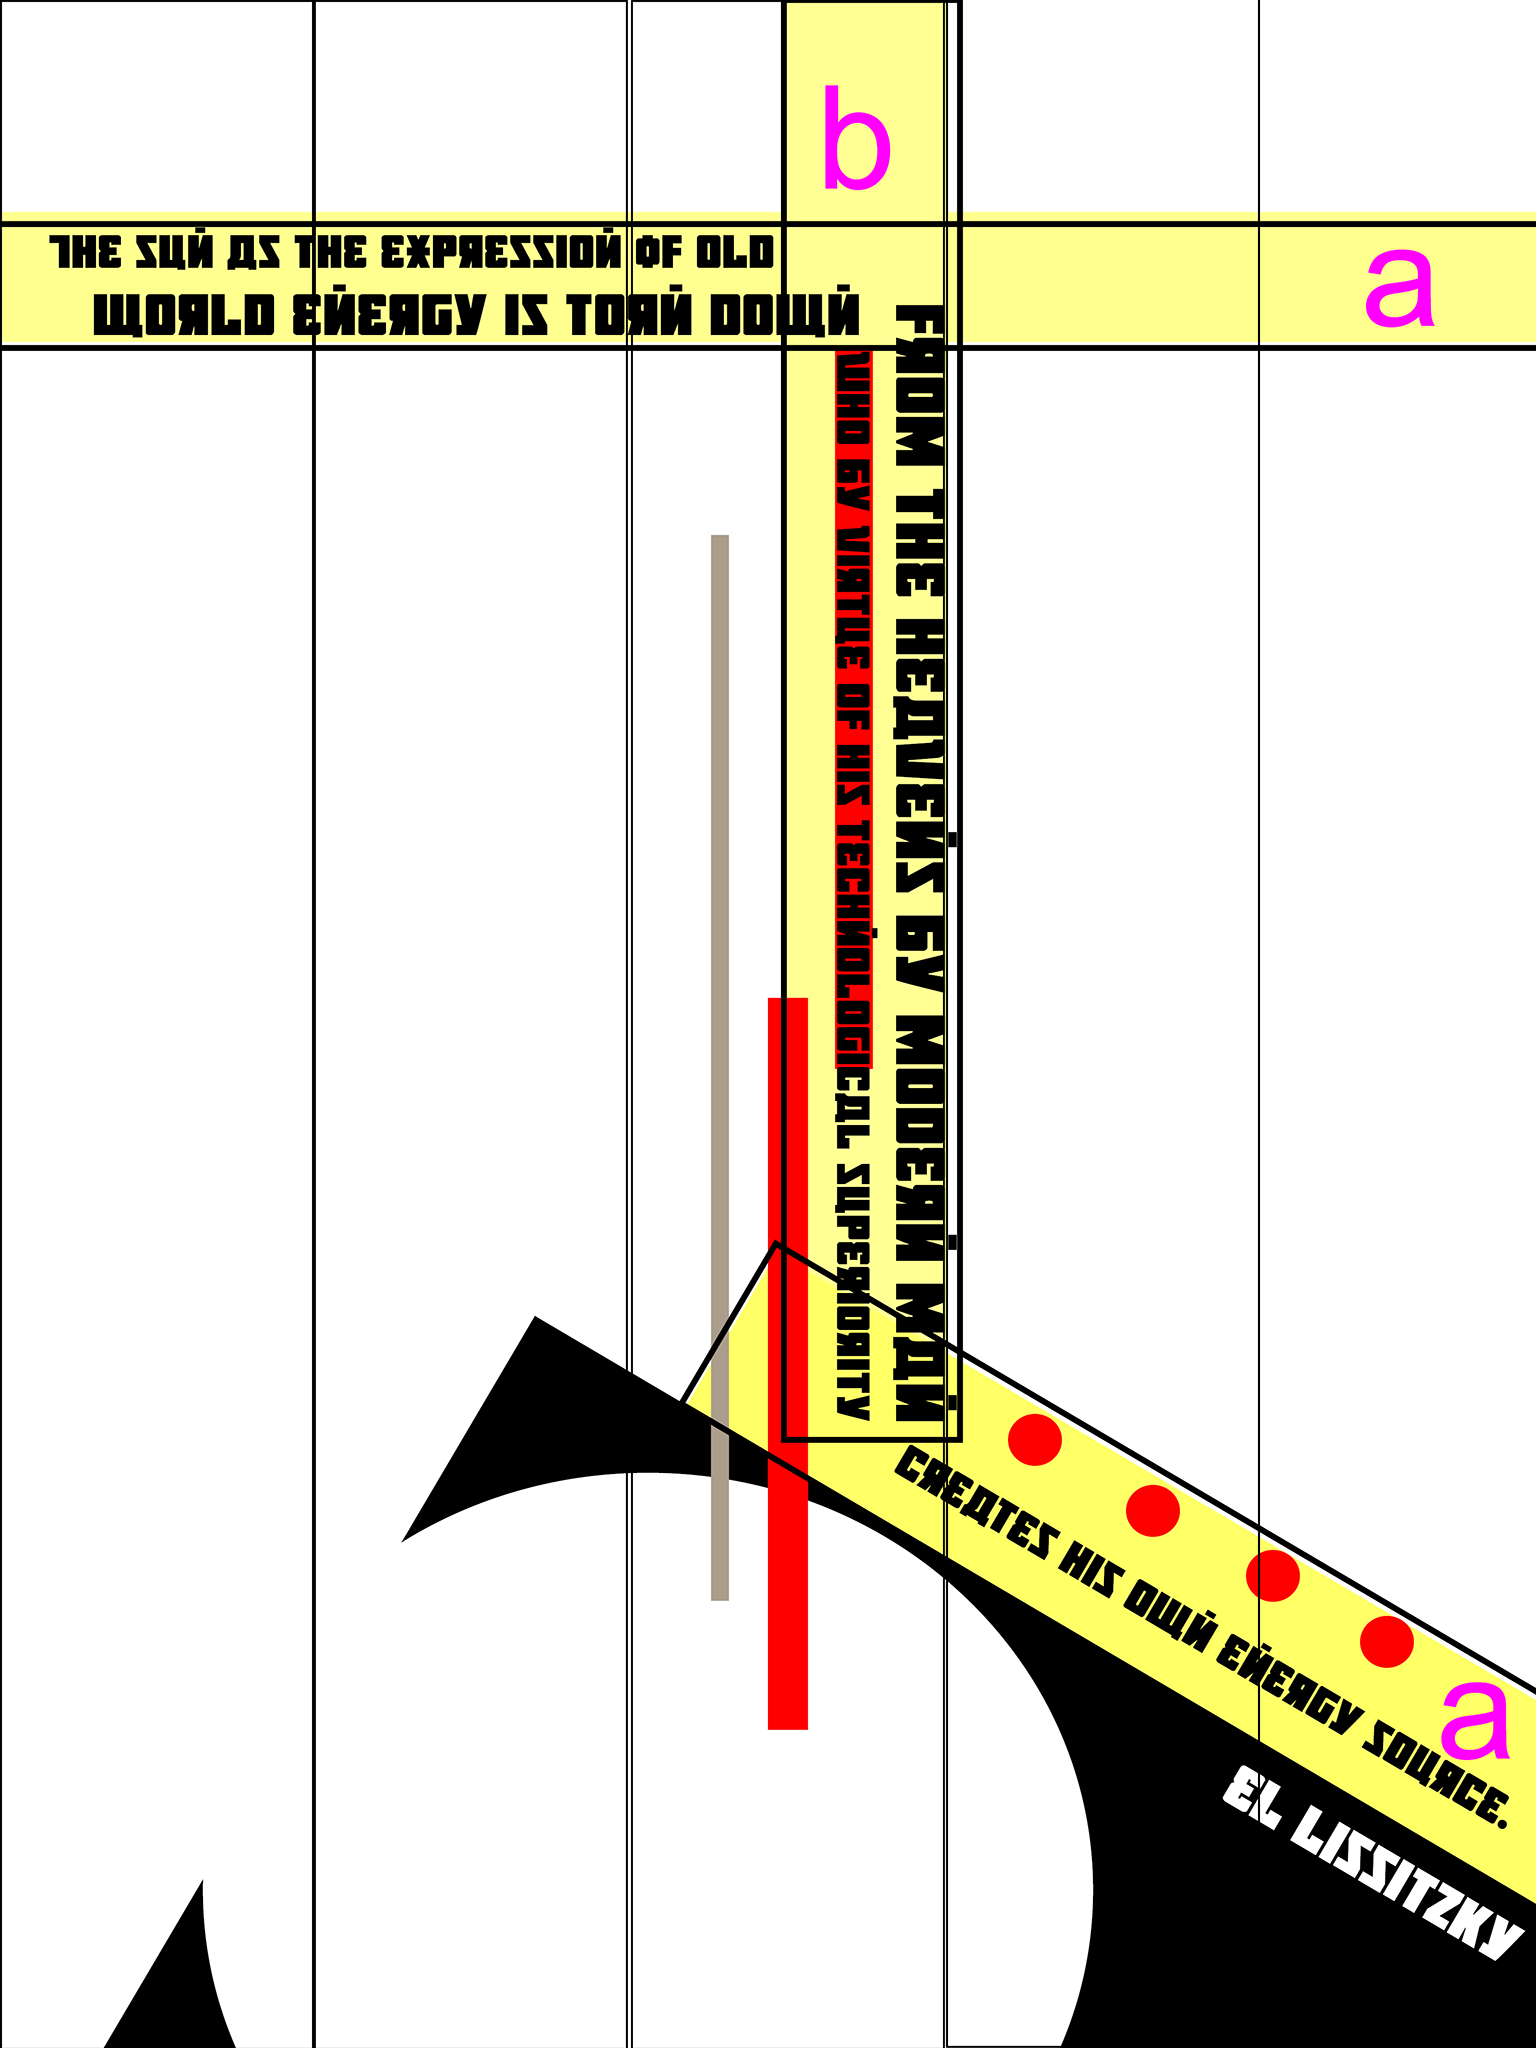 b
a
THE SUN AS THE EXPRESSION OF OLD
WORLD ENERGY IS TORN DOWN
FROM THE HEAVENS BY MODERN MAN
WHO BY VIRTUE OF HIS TECHNOLOGICAL SUPERIORITY
CREATES HIS OWN ENERGY SOURCE.
a
EL LISSITZKY